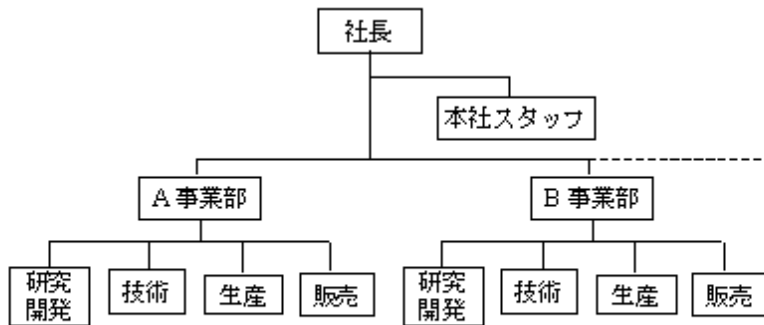 社長
本社スタッフ
A 事業部
B 事業部
研究
開発
技術
生産
販売
研究
開発
技術
生産
販売